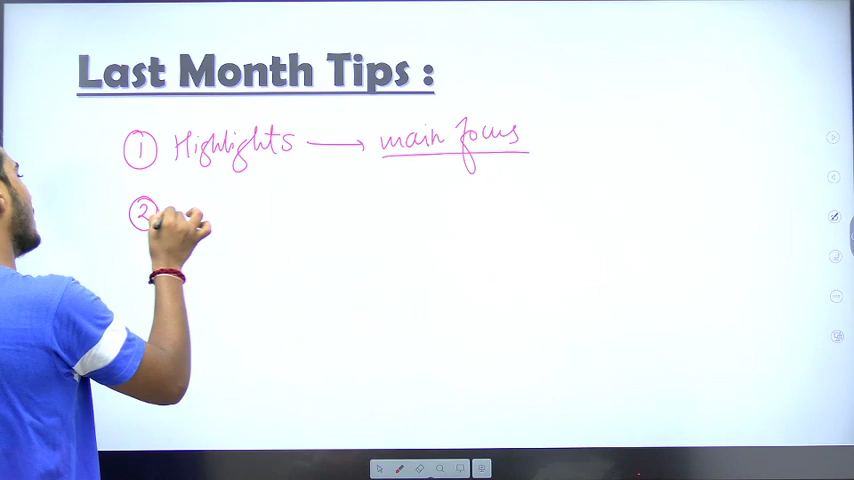 Last Month Tips :
① Highlights → main focus
②